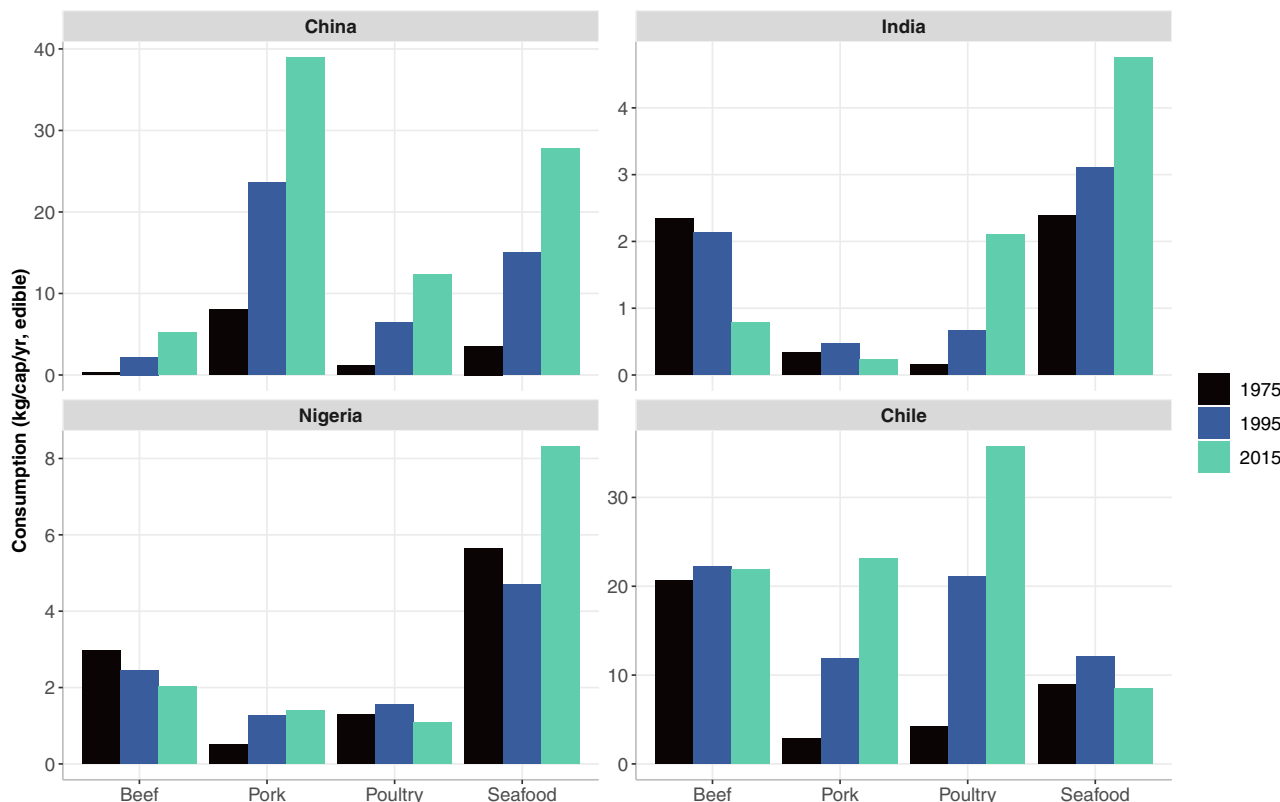 China
India
40
30
20
10
0
4
3
2
1
0
Nigeria
Chile
8
6
4
2
0
30
20
10
0
Beef
Pork
Poultry
Seafood
Beef
Pork
Poultry
Seafood
Consumption (kg/cap/yr, edible)
1975
1995
2015